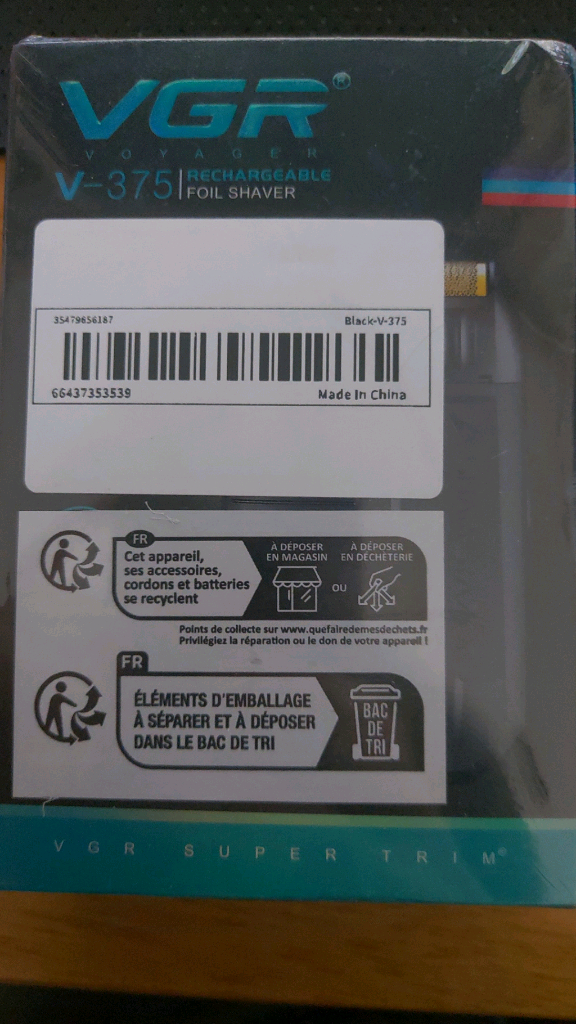 VGR®
VOYAGER
V-375 RECHARGEABLE
FOIL SHAVER
35479656187 Black-V-375
66437353539 Made In China
FR
Cet appareil,
ses accessoires,
cordons et batteries
se recyclent
À DÉPOSER
EN MAGASIN
OU
À DÉPOSER
EN DÉCHÈTERIE
Points de collecte sur www.quefairedemesdechets.fr
Privilégiez la réparation ou le don de votre appareil !
FR
ÉLÉMENTS D'EMBALLAGE
À SÉPARER ET À DÉPOSER
DANS LE BAC DE TRI
BAC
DE
TRI
VGR SUPER TRIM®